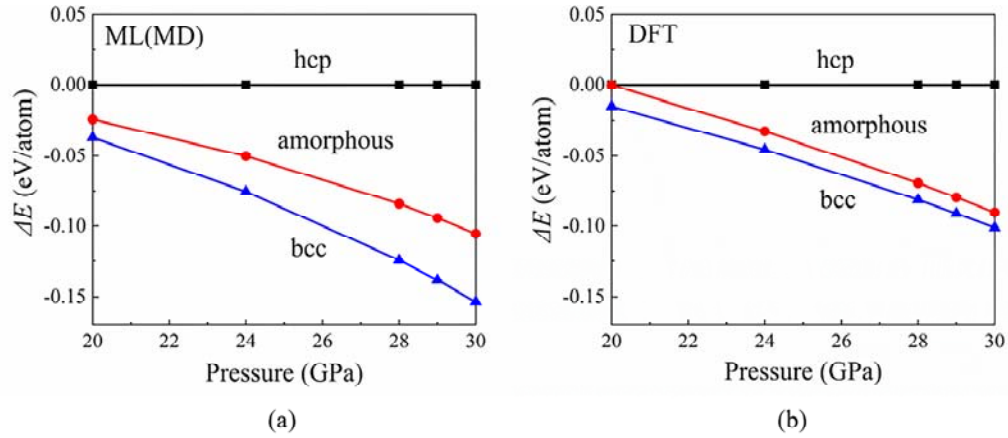 ML(MD)
0.05
0.00
-0.05
-0.10
-0.15
ΔE (eV/atom)
hcp
amorphous
bcc
20 22 24 26 28 30
Pressure (GPa)
(a)
DFT
0.05
0.00
-0.05
-0.10
-0.15
ΔE (eV/atom)
hcp
amorphous
bcc
20 22 24 26 28 30
Pressure (GPa)
(b)